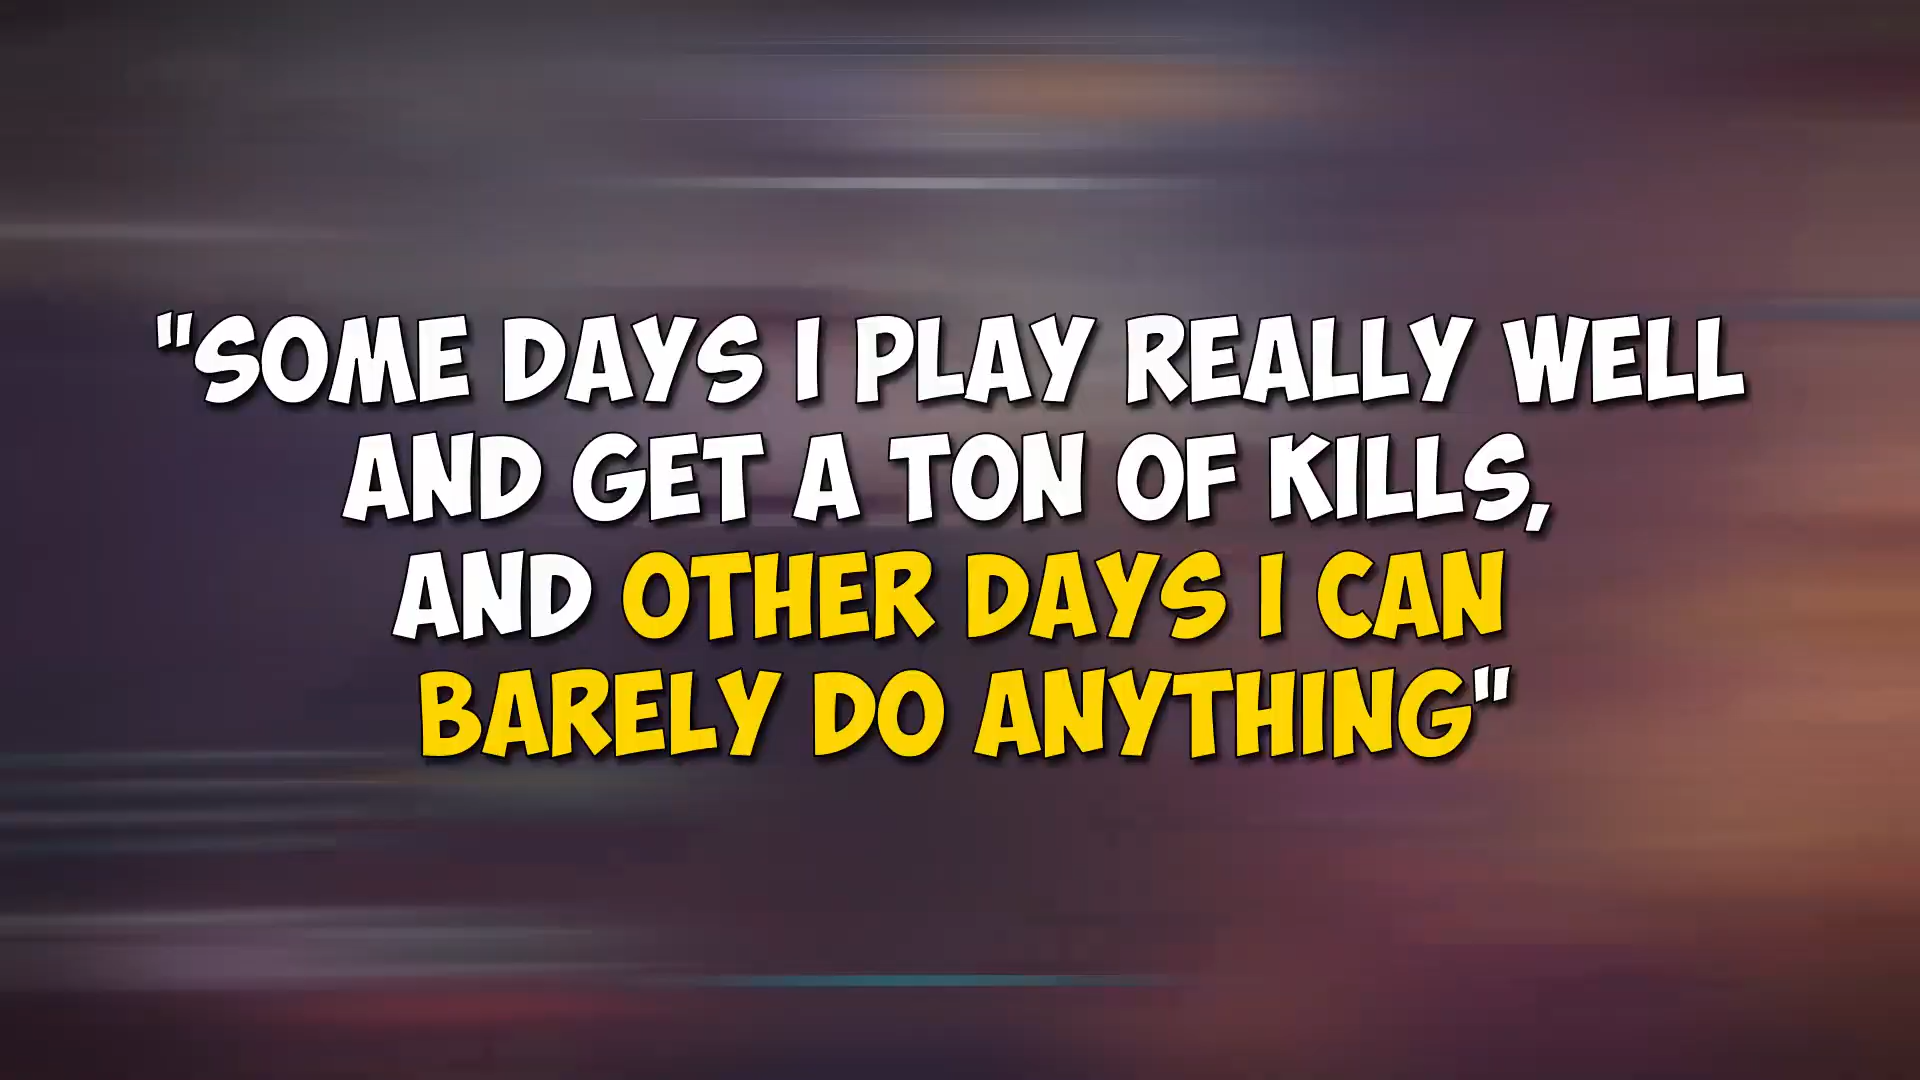 "SOME DAYS I PLAY REALLY WELL
AND GET A TON OF KILLS,
AND OTHER DAYS I CAN
BARELY DO ANYTHING"